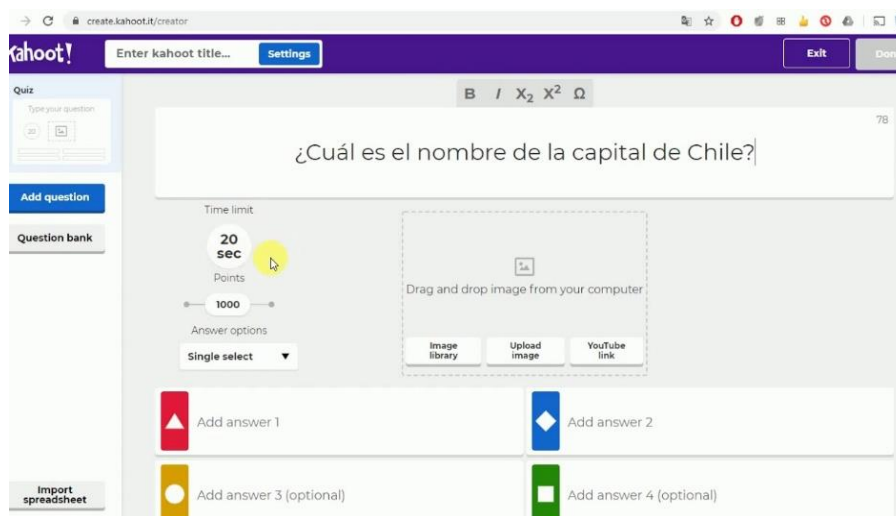 create.kahoot.it/creator
Kahoot!
Enter kahoot title...
Settings
Exit
Quiz
Type your question
20
Add question
Question bank
Import
spreadsheet
B I X₂ X² Ω
78
¿Cuál es el nombre de la capital de Chile?
Time limit
20
sec
Points
1000
Answer options
Single select
Drag and drop image from your computer
Image
library
Upload
image
YouTube
link
Add answer 1
Add answer 2
Add answer 3 (optional)
Add answer 4 (optional)